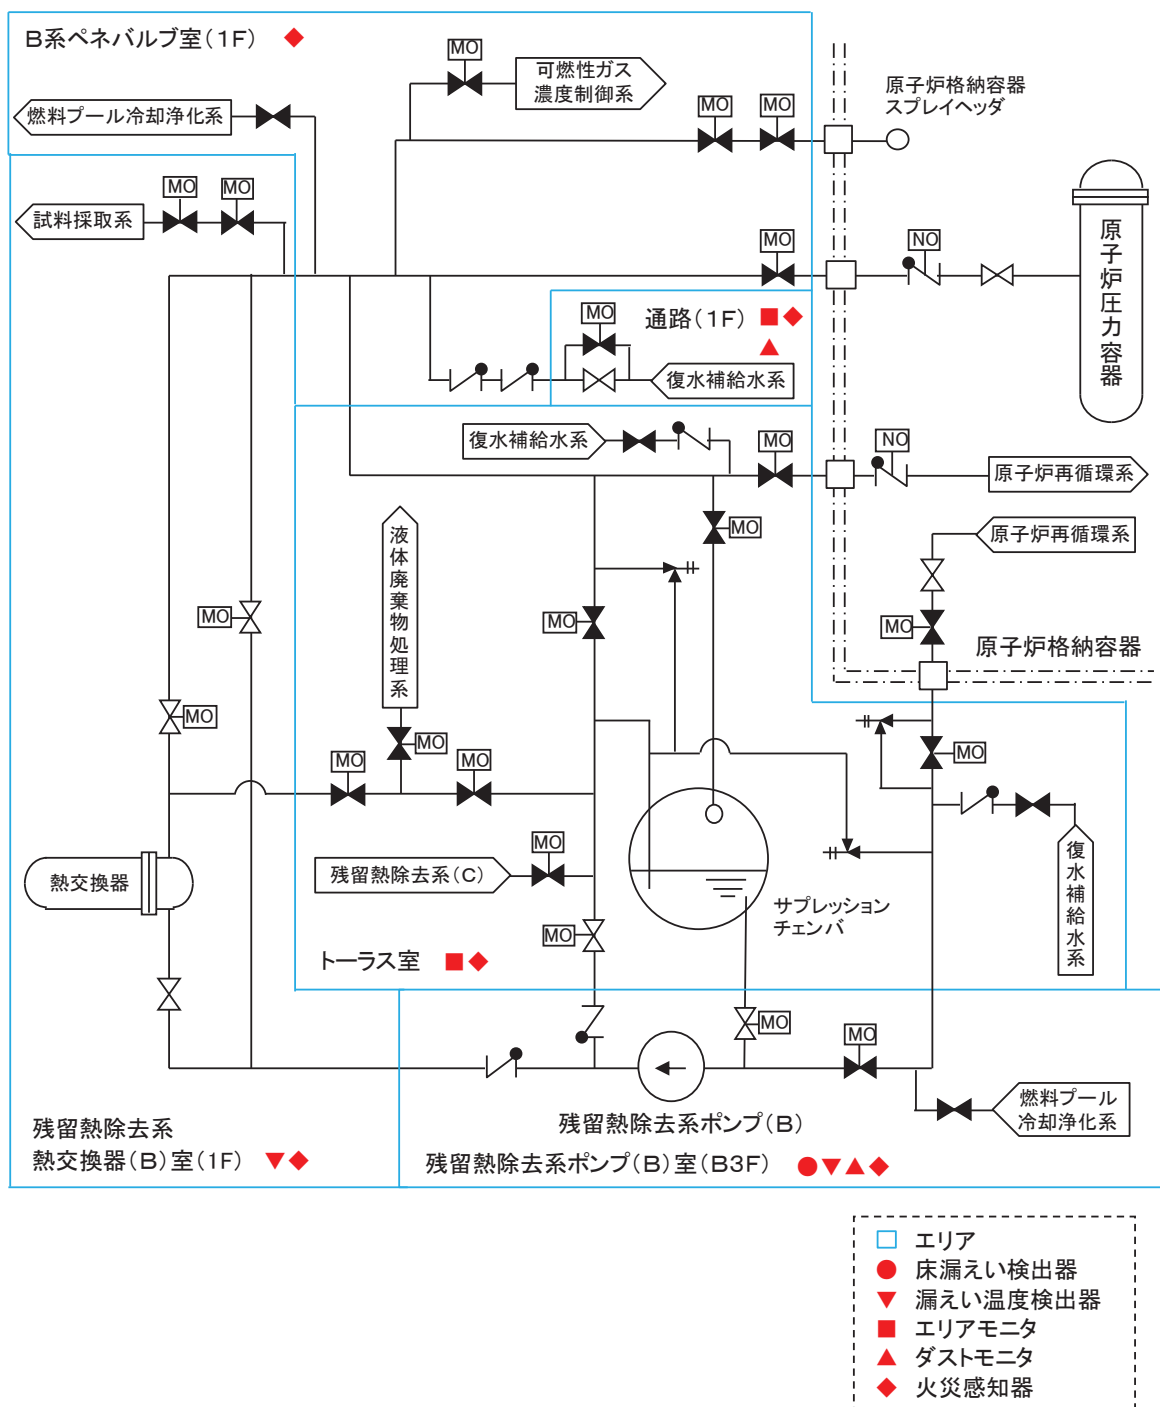 B系ペネバルブ室(1F)
MO
可燃性ガス
濃度制御系
燃料プール冷却浄化系
MO
MO
原子炉格納容器
スプレイヘッダ
MO
MO
試料採取系
MO
NO
原子炉圧力容器
MO
通路(1F)
復水補給水系
復水補給水系
MO
NO
原子炉再循環系
液体廃棄物処理系
MO
原子炉再循環系
MO
MO
MO
原子炉格納容器
MO
MO
MO
MO
MO
熱交換器
残留熱除去系(C)
MO
復水補給水系
サプレッション
チェンバ
MO
トーラス室
MO
MO
残留熱除去系ポンプ(B)
燃料プール
冷却浄化系
残留熱除去系
熱交換器(B)室(1F)
残留熱除去系ポンプ(B)室(B3F)
エリア
床漏えい検出器
漏えい温度検出器
エリアモニタ
ダストモニタ
火災感知器